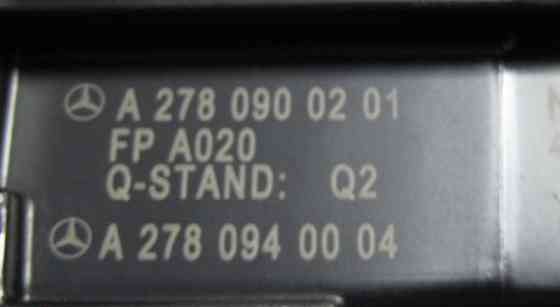 A 278 090 02 01
FP A020
Q-STAND: Q2
A 278 094 00 04